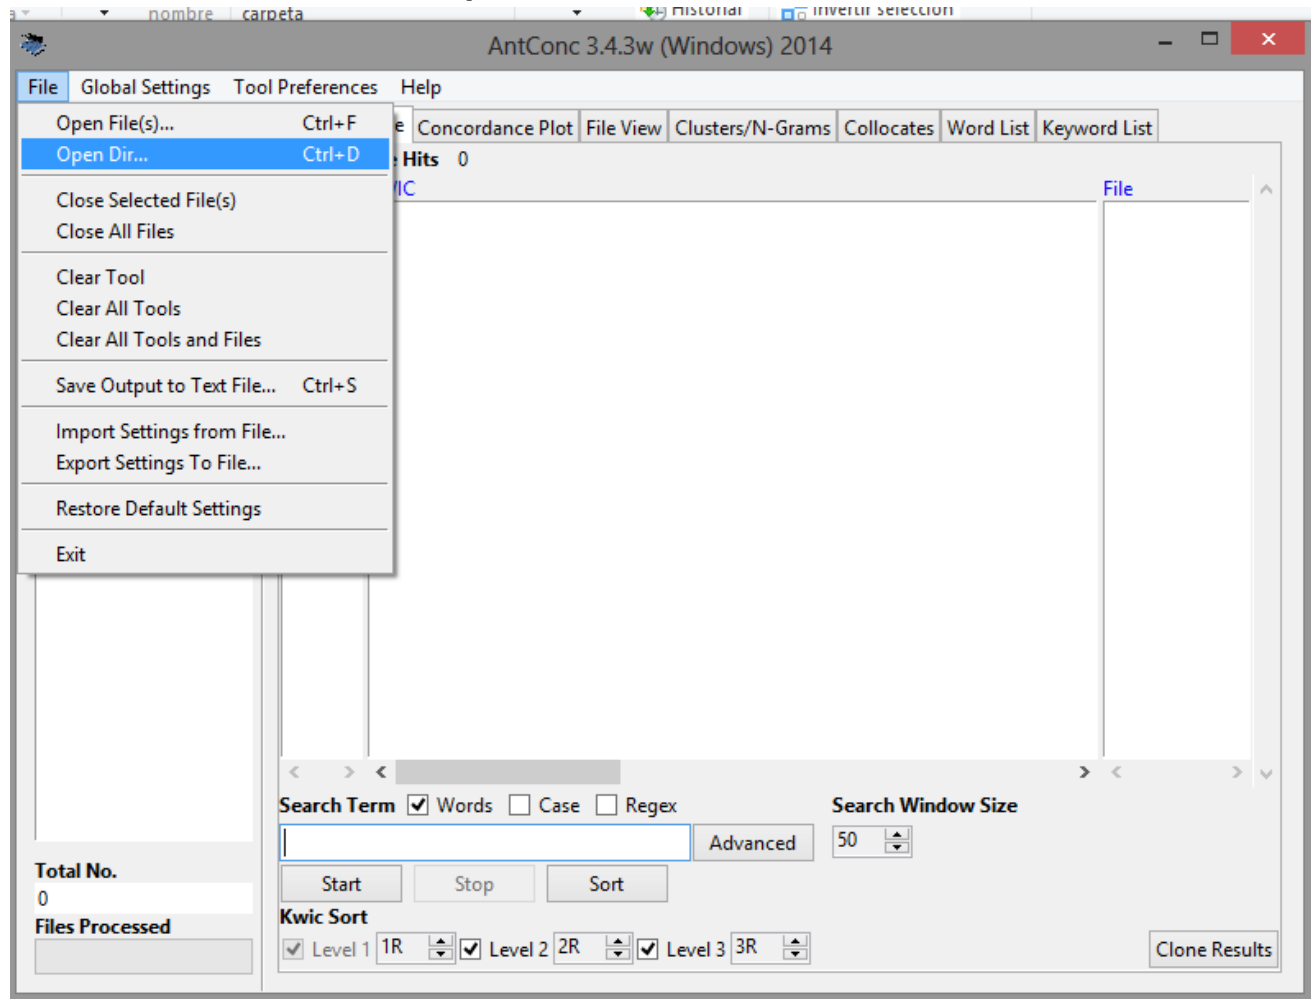 nombre carpeta Historial Invertir selección
AntConc 3.4.3w (Windows) 2014
File Global Settings Tool Preferences Help
Open File(s)... Ctrl+F
Open Dir... Ctrl+D
Close Selected File(s)
Close All Files
Clear Tool
Clear All Tools
Clear All Tools and Files
Save Output to Text File... Ctrl+S
Import Settings from File...
Export Settings To File...
Restore Default Settings
Exit
Concordance Plot File View Clusters/N-Grams Collocates Word List Keyword List
Hits 0
File
Search Term Words Case Regex Search Window Size
Advanced 50
Start Stop Sort
Kwic Sort
Level 1 1R Level 2 2R Level 3 3R Clone Results
Total No.
0
Files Processed